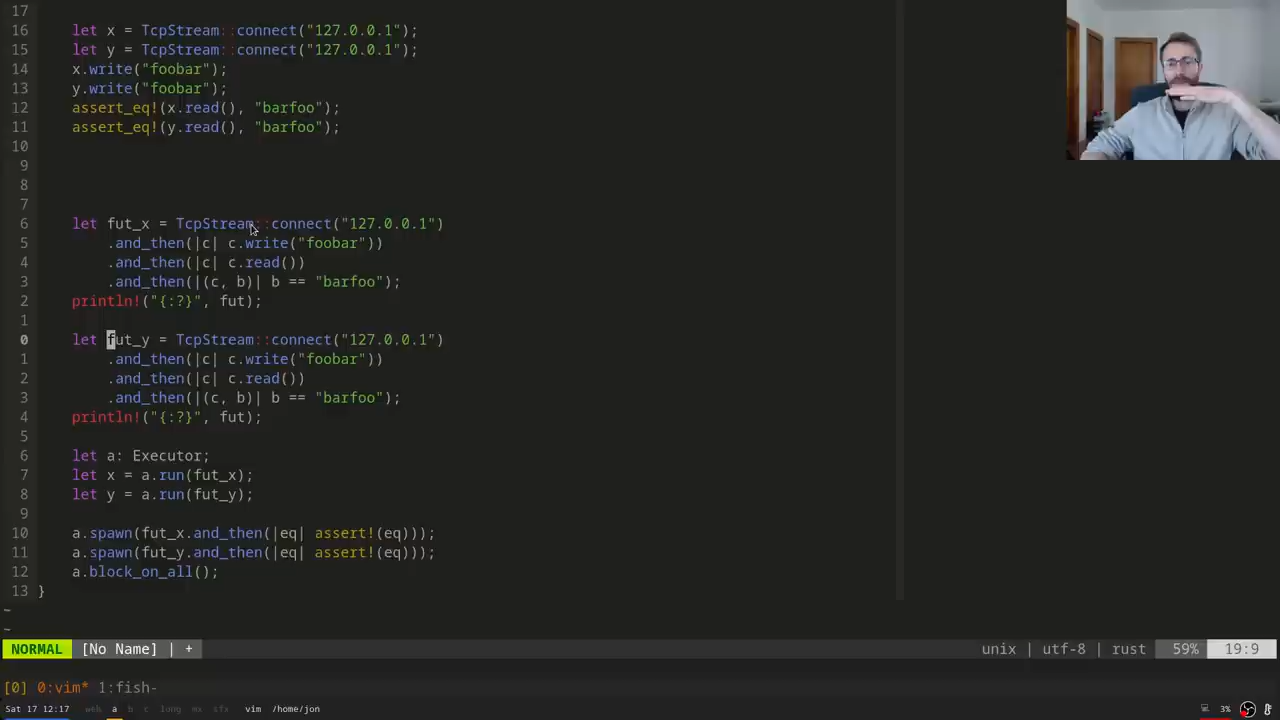 17
16 let x = TcpStream::connect("127.0.0.1");
15 let y = TcpStream::connect("127.0.0.1");
14 x.write("foobar");
13 y.write("foobar");
12 assert_eq!(x.read(), "barfoo");
11 assert_eq!(y.read(), "barfoo");
10
9
8
7
6 let fut_x = TcpStream::connect("127.0.0.1")
5 .and_then(|c| c.write("foobar"))
4 .and_then(|c| c.read())
3 .and_then(|(c, b)| b == "barfoo");
2 println!("{:?}", fut);
1
0 let fut_y = TcpStream::connect("127.0.0.1")
1 .and_then(|c| c.write("foobar"))
2 .and_then(|c| c.read())
3 .and_then(|(c, b)| b == "barfoo");
4 println!("{:?}", fut);
5
6 let a: Executor;
7 let x = a.run(fut_x);
8 let y = a.run(fut_y);
9
10 a.spawn(fut_x.and_then(|eq| assert!(eq)));
11 a.spawn(fut_y.and_then(|eq| assert!(eq)));
12 a.block_on_all();
13 }
~
~
NORMAL [No Name] | + unix | utf-8 | rust 59% 19:9
[0] 0:vim* 1:fish-
Sat 17 12:17 web a b c lung mx sfx vim /home/jon 3%